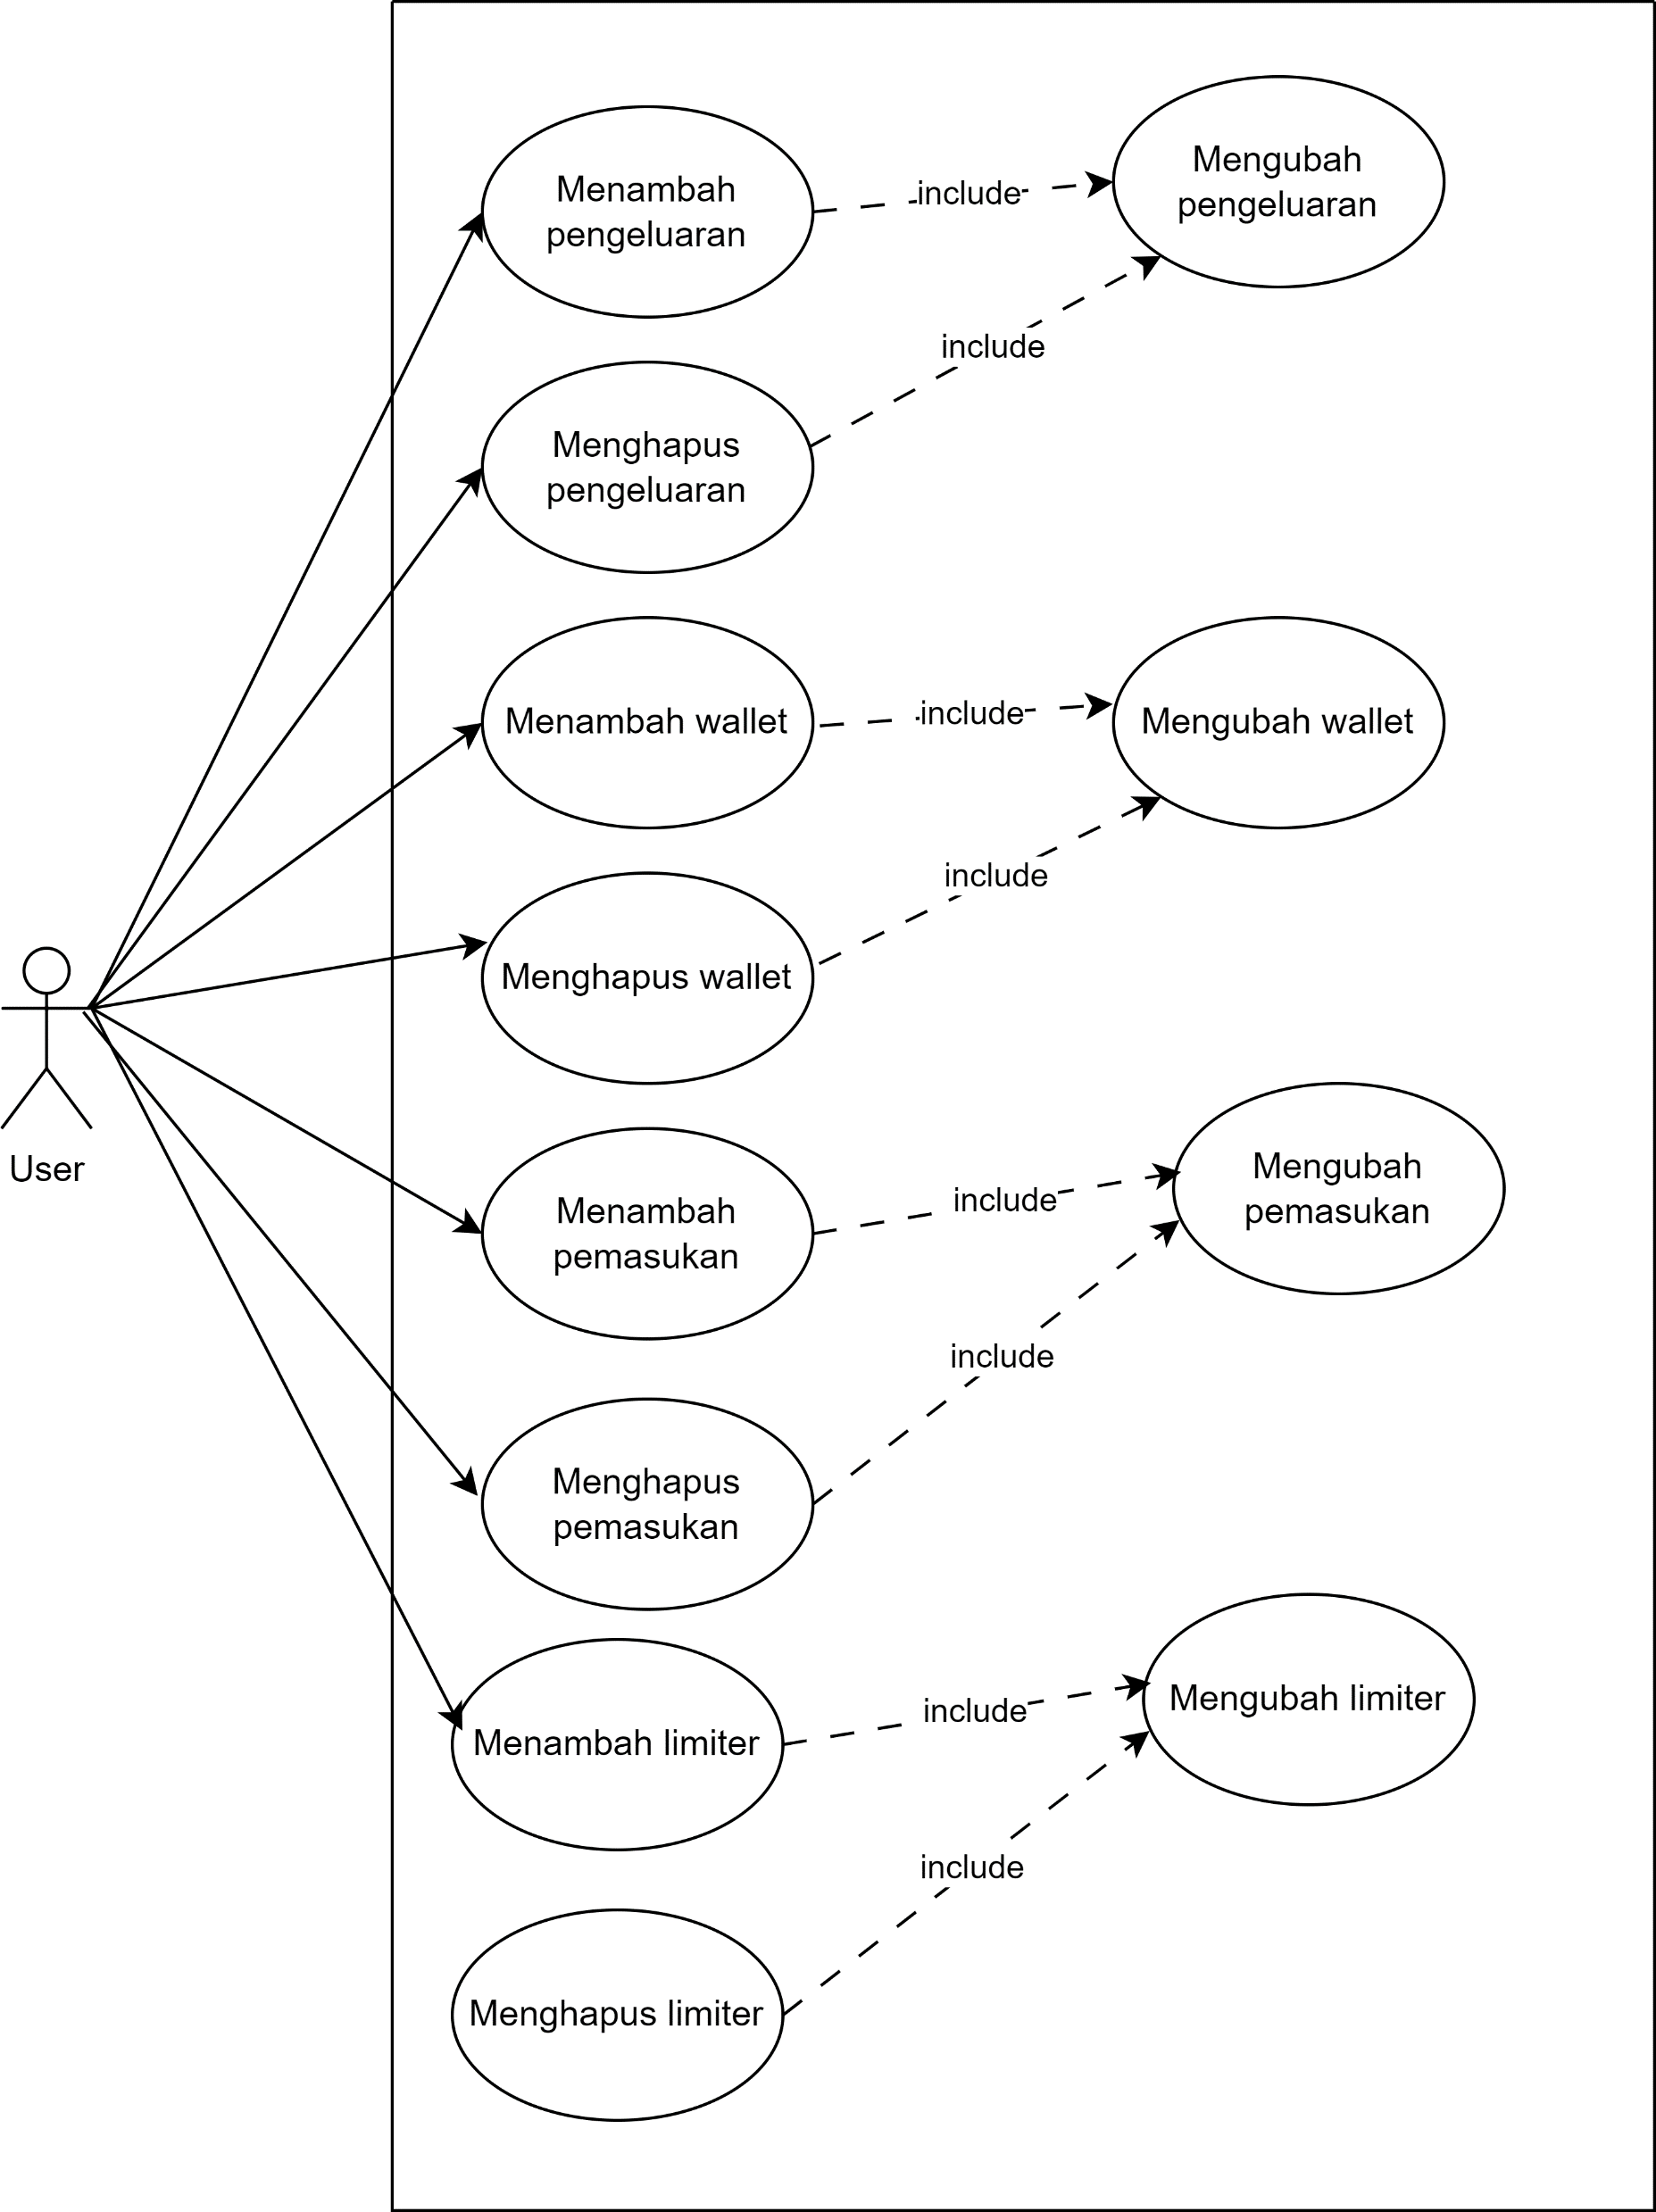 Menambah
pengeluaran
include
Mengubah
pengeluaran
include
Menghapus
pengeluaran
Menambah wallet
include
Mengubah wallet
include
Menghapus wallet
User
Menambah
pemasukan
include
Mengubah
pemasukan
include
Menghapus
pemasukan
Menambah limiter
include
Mengubah limiter
include
Menghapus limiter